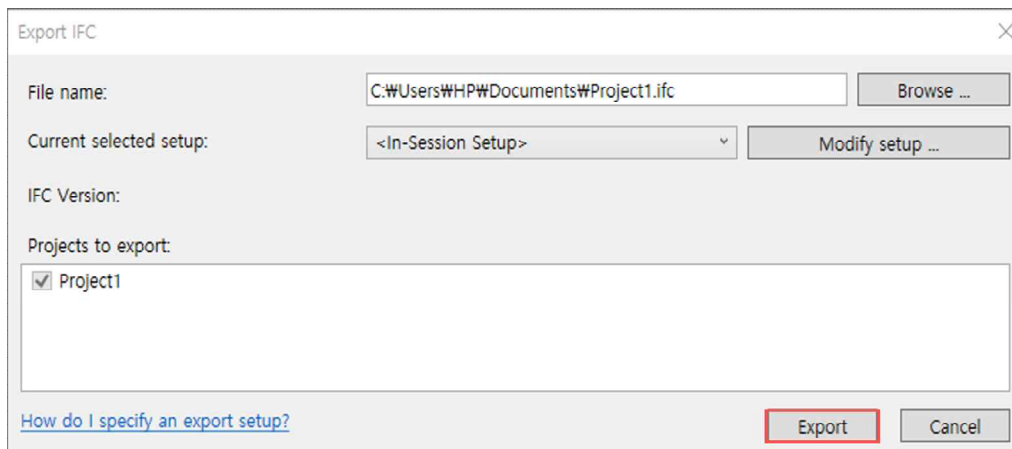 Export IFC
File name: C:₩Users₩HP₩Documents₩Project1.ifc Browse ...
Current selected setup: <In-Session Setup> Modify setup ...
IFC Version:
Projects to export:
Project1
How do I specify an export setup? Export Cancel